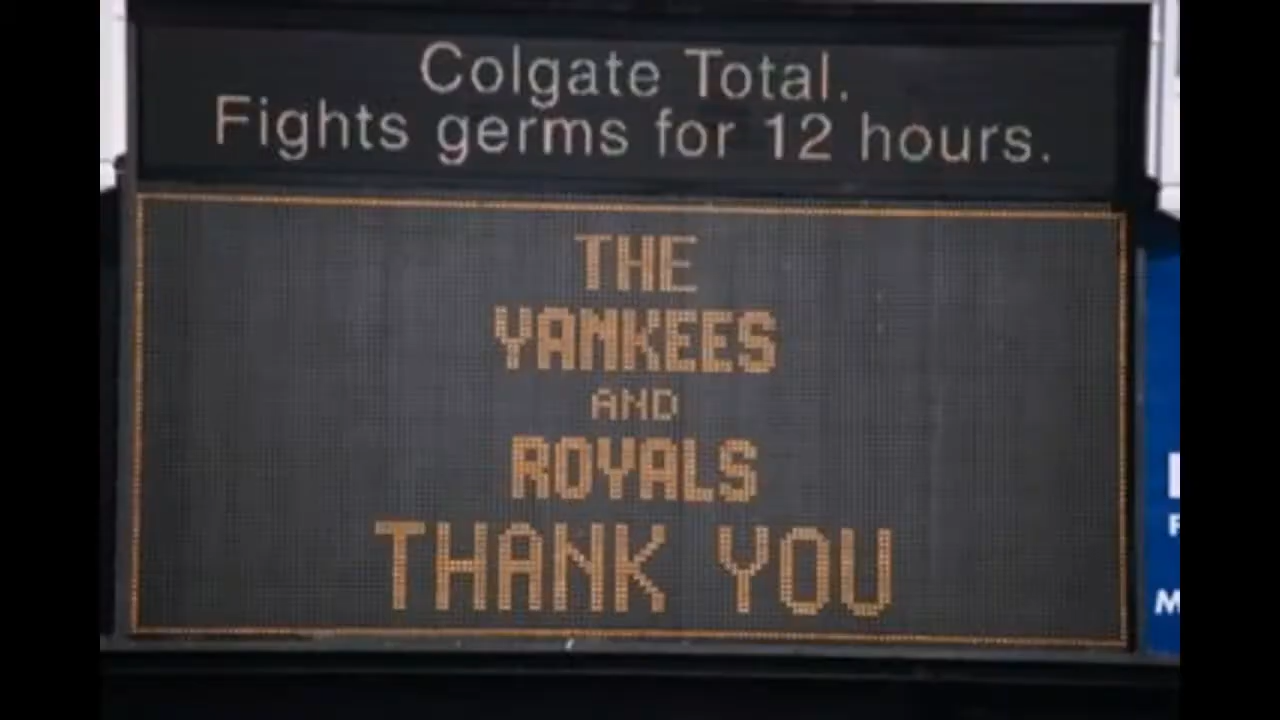 Colgate Total.
Fights germs for 12 hours.
THE
YANKEES
AND
ROYALS
THANK YOU